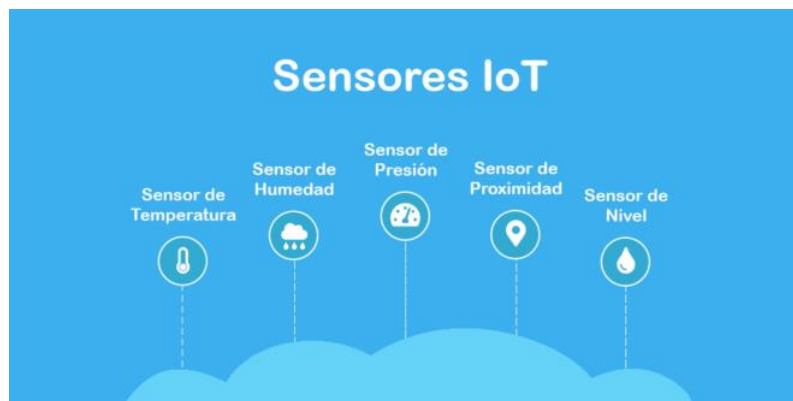 Sensores IoT
Sensor de
Temperatura
Sensor de
Humedad
Sensor de
Presión
Sensor de
Proximidad
Sensor de
Nivel